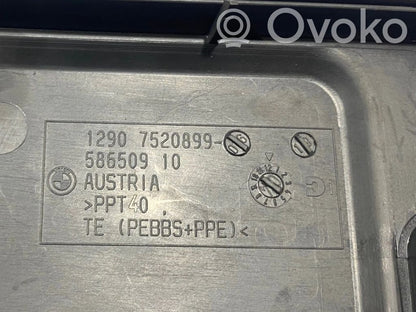 Ovoko
1290 7520899-
586509 10
AUSTRIA
>PPT40
TE (PEBBS+PPE)<